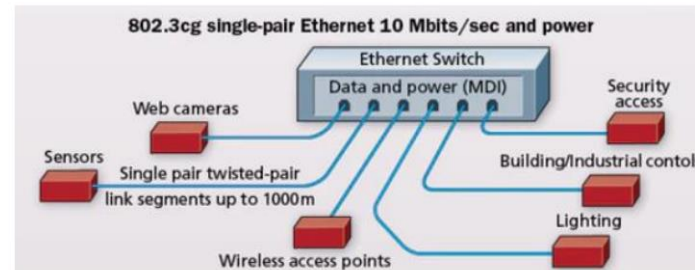 802.3cg single-pair Ethernet 10 Mbits/sec and power
Ethernet Switch
Data and power (MDI)
Web cameras
Security
access
Sensors
Single pair twisted-pair
link segments up to 1000m
Building/Industrial contol
Lighting
Wireless access points